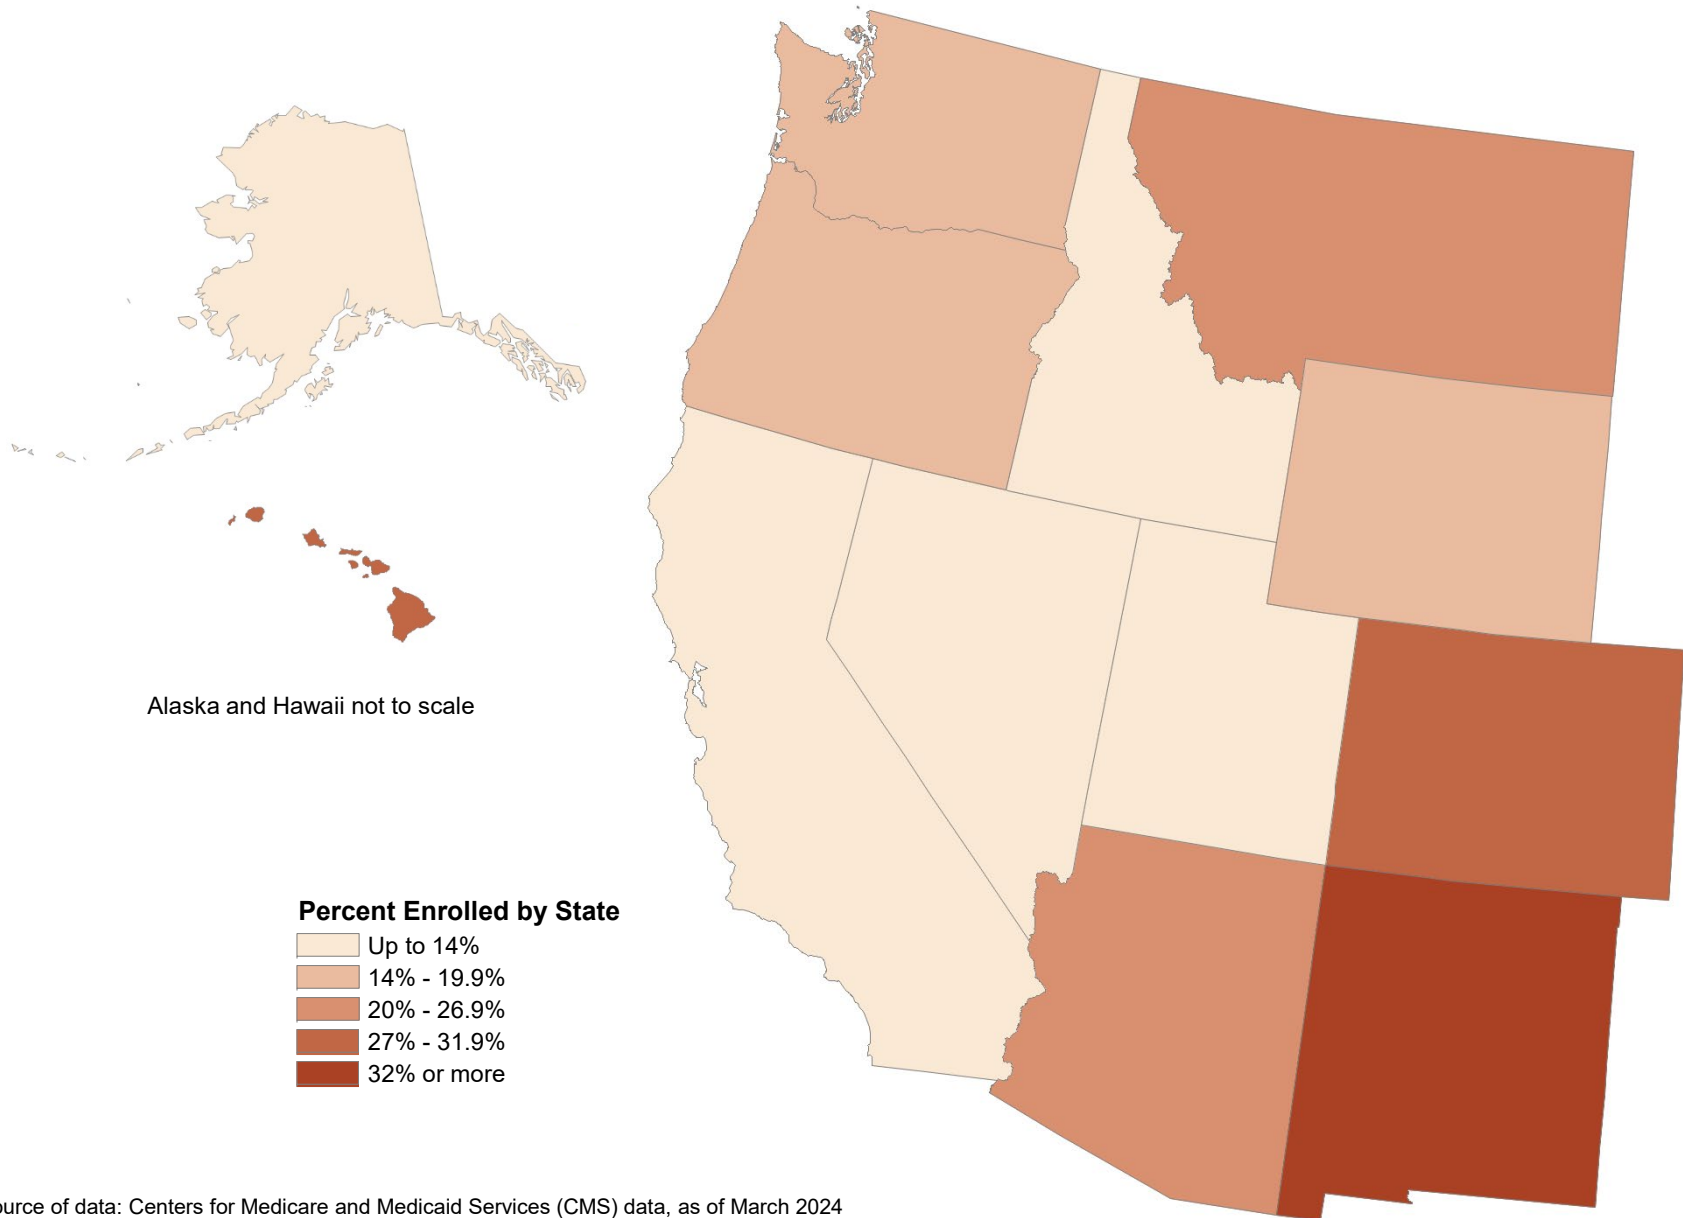 Alaska and Hawaii not to scale
Percent Enrolled by State
Up to 14%
14% - 19.9%
20% - 26.9%
27% - 31.9%
32% or more
ource of data: Centers for Medicare and Medicaid Services (CMS) data, as of March 2024